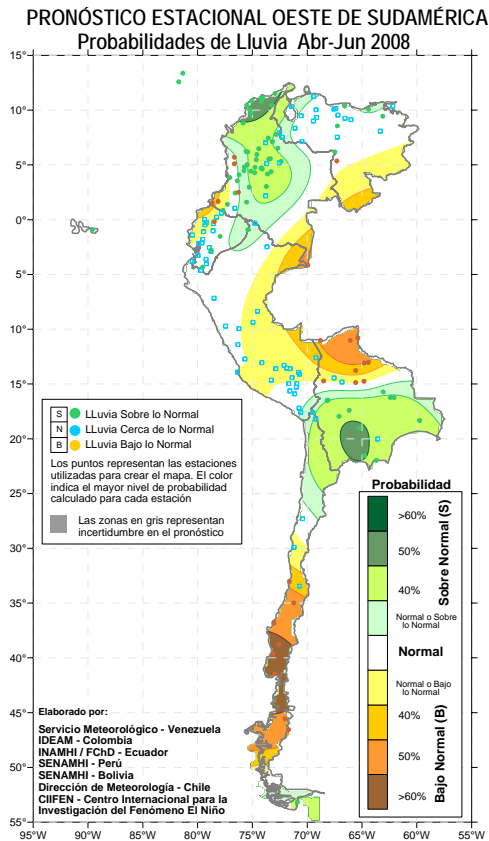 PRONÓSTICO ESTACIONAL OESTE DE SUDAMÉRICA
Probabilidades de Lluvia Abr-Jun 2008
15°
10°
5°
0°
5°
10°
15°
20°
25°
30°
35°
40°
45°
50°
55°
95°W 90°W 85°W 80°W 75°W 70°W 65°W 60°W 55°W
S LLuvia Sobre lo Normal
N LLuvia Cerca de lo Normal
B LLuvia Bajo lo Normal
Los puntos representan las estaciones
utilizadas para crear el mapa. El color
indica el mayor nivel de probabilidad
calculado para cada estación
Las zonas en gris representan
incertidumbre en el pronóstico
Elaborado por:
Servicio Meteorológico - Venezuela
IDEAM - Colombia
INAMHI / FChD - Ecuador
SENAMHI - Perú
SENAMHI - Bolivia
Dirección de Meteorología - Chile
CIIFEN - Centro Internacional para la
Investigación del Fenómeno El Niño
Probabilidad
>60%
50%
40%
Normal o Sobre
lo Normal
Normal
Normal o Bajo
lo Normal
40%
50%
>60%
Sobre Normal (S)
Bajo Normal (B)